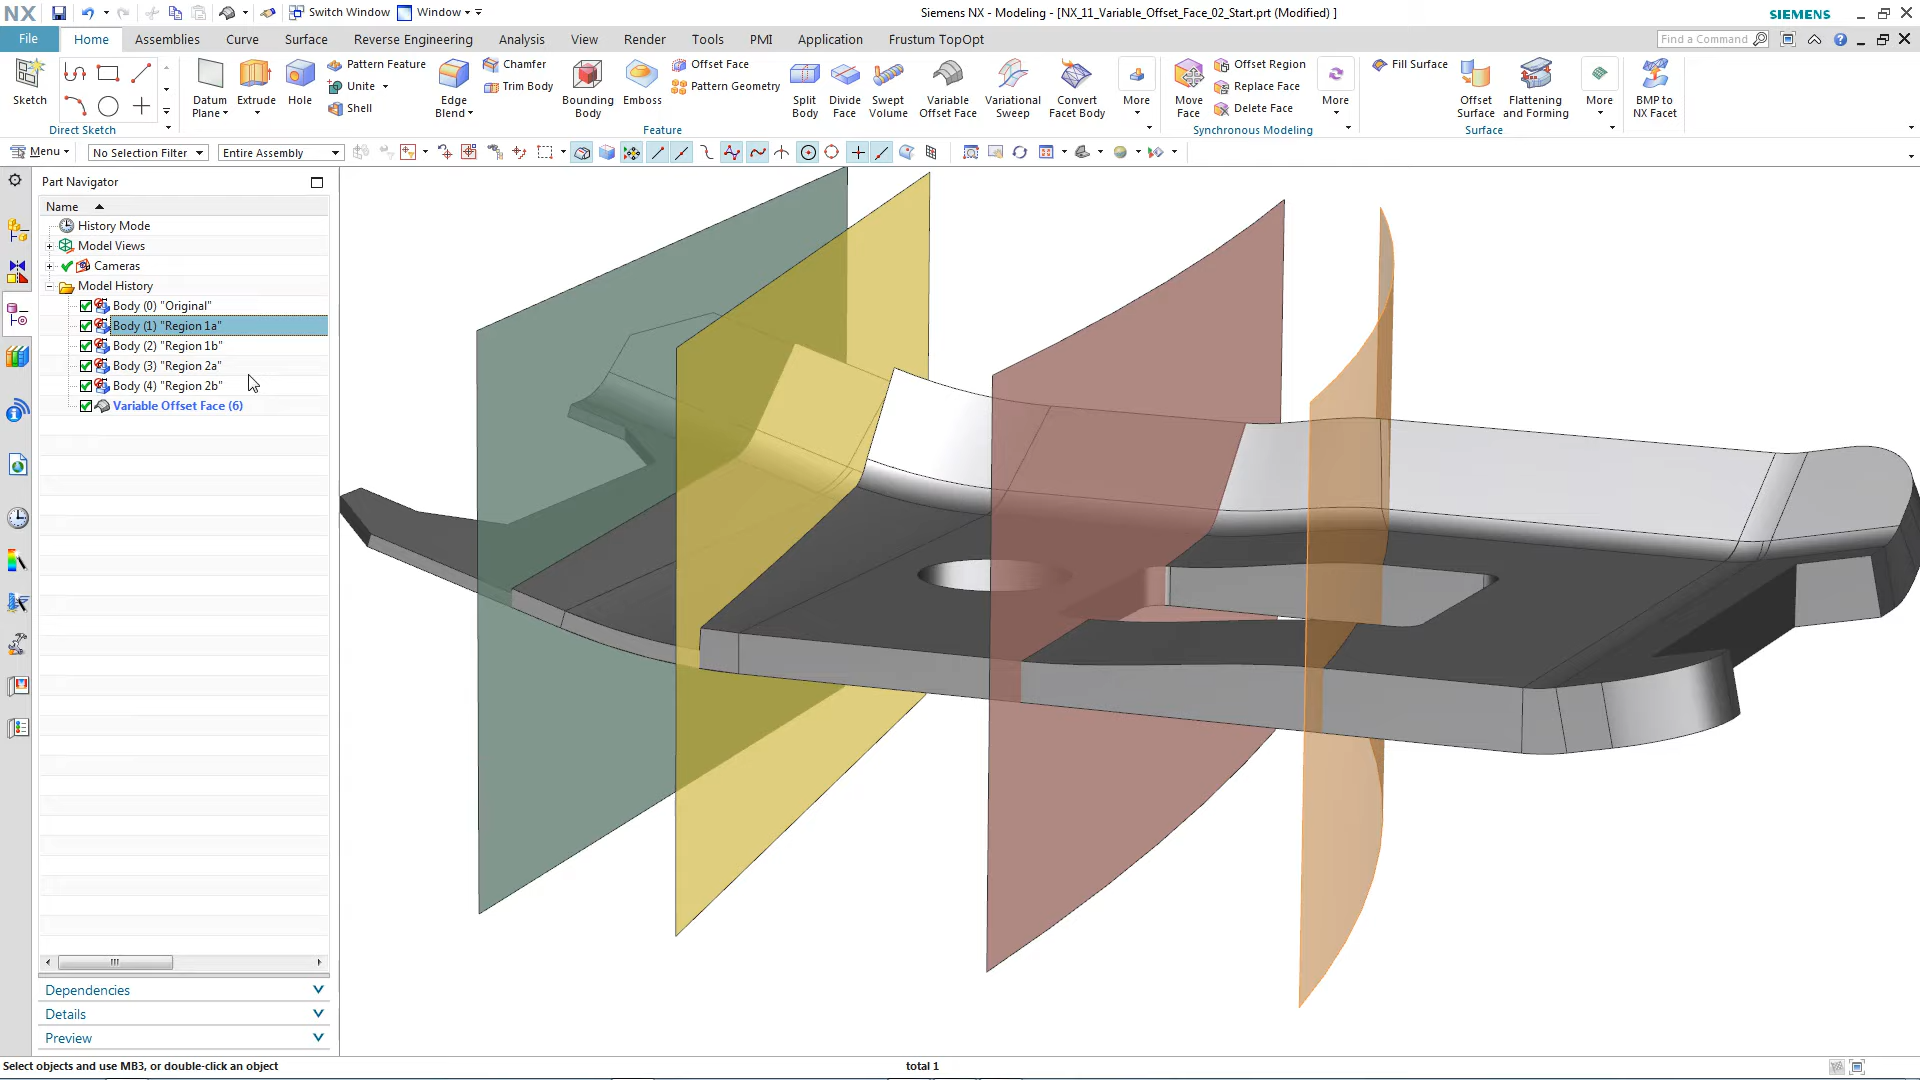 NX Switch Window Window Siemens NX - Modeling - [NX_11_Variable_Offset_Face_02_Start.prt (Modified) ] SIEMENS
File Home Assemblies Curve Surface Reverse Engineering Analysis View Render Tools PMI Application Frustum TopOpt Find a Command
Sketch
Direct Sketch
Datum Plane
Extrude
Hole
Pattern Feature
Unite
Shell
Edge Blend
Chamfer
Trim Body
Bounding Body
Emboss
Offset Face
Pattern Geometry
Split Body
Divide Face
Swept Volume
Variable Offset Face
Variational Sweep
Convert Facet Body
More
Feature
Move Face
Offset Region
Replace Face
Delete Face
More
Synchronous Modeling
Fill Surface
Offset Surface
Flattening and Forming
More
Surface
BMP to NX Facet
Menu No Selection Filter Entire Assembly
Part Navigator
Name
History Mode
Model Views
Cameras
Model History
Body (0) "Original"
Body (1) "Region 1a"
Body (2) "Region 1b"
Body (3) "Region 2a"
Body (4) "Region 2b"
Variable Offset Face (6)
Dependencies
Details
Preview
Select objects and use MB3, or double-click an object total 1